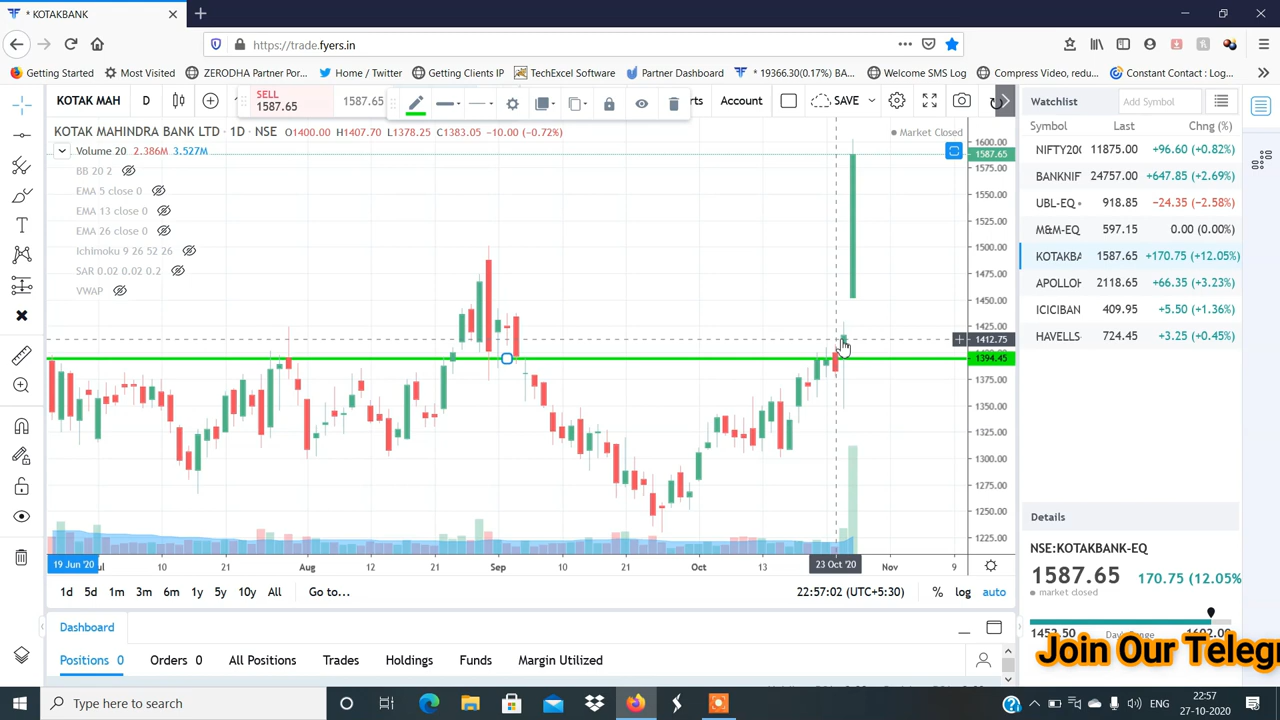 * KOTAKBANK
https://trade.fyers.in
Getting Started
Most Visited
ZERODHA Partner Por...
Home / Twitter
Getting Clients IP
TechExcel Software
Partner Dashboard
* 19366.30(0.17%) BA...
Welcome SMS Log
Compress Video, redu...
Constant Contact : Log...
KOTAK MAH
D
SELL
1587.65
1587.65
rts
Account
SAVE
KOTAK MAHINDRA BANK LTD · 1D · NSE O1400.00 H1407.70 L1378.25 C1383.05 −10.00 (−0.72%)
Market Closed
Volume 20 2.386M 3.527M
BB 20 2
EMA 5 close 0
EMA 13 close 0
EMA 26 close 0
Ichimoku 9 26 52 26
SAR 0.02 0.02 0.2
VWAP
1600.00
1587.65
1575.00
1550.00
1525.00
1500.00
1475.00
1450.00
1425.00
1412.75
1394.45
1375.00
1350.00
1325.00
1300.00
1275.00
1250.00
1225.00
19 Jun '20
21
Aug
12
21
Sep
10
21
Oct
13
23 Oct '20
Nov
9
1d 5d 1m 3m 6m 1y 5y 10y All Go to...
22:57:02 (UTC+5:30) % log auto
Dashboard
Positions 0 Orders 0 All Positions Trades Holdings Funds Margin Utilized
Watchlist
Add Symbol
Symbol Last Chng (%)
NIFTY20 11875.00 +96.60 (+0.82%)
BANKNIF 24757.00 +647.85 (+2.69%)
UBL-EQ 918.85 −24.35 (−2.58%)
M&M-EQ 597.15 0.00 (0.00%)
KOTAKBA 1587.65 +170.75 (+12.05%)
APOLLOH 2118.65 +66.35 (+3.23%)
ICICIBAN 409.95 +5.50 (+1.36%)
HAVELLS 724.45 +3.25 (+0.45%)
Details
NSE:KOTAKBANK-EQ
1587.65 170.75 (12.05%
market closed
Join Our Telegr
Type here to search
ENG
22:57
27-10-2020